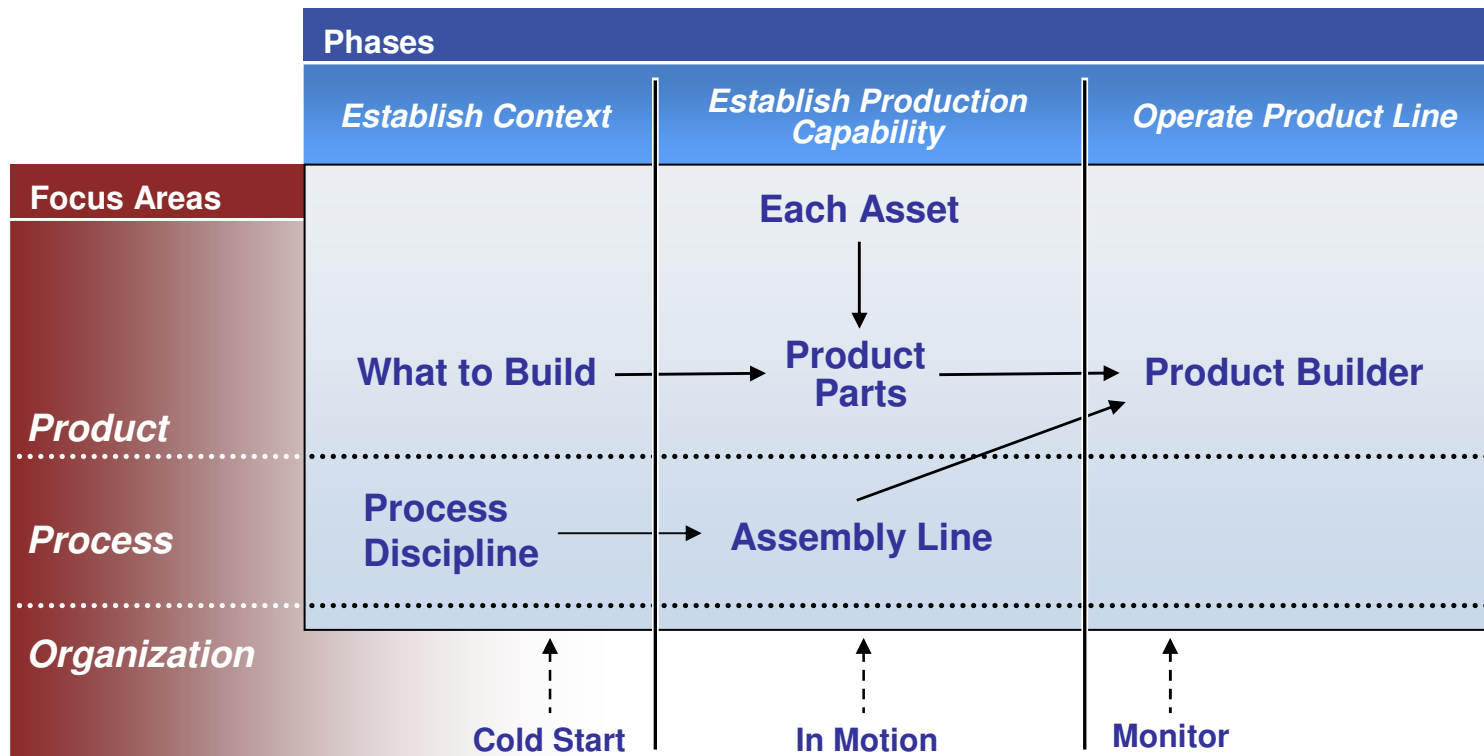 Phases
Establish Context
Establish Production
Capability
Operate Product Line
Focus Areas
Each Asset
What to Build
Product
Parts
Product Builder
Product
Process
Discipline
Assembly Line
Process
Organization
Cold Start
In Motion
Monitor